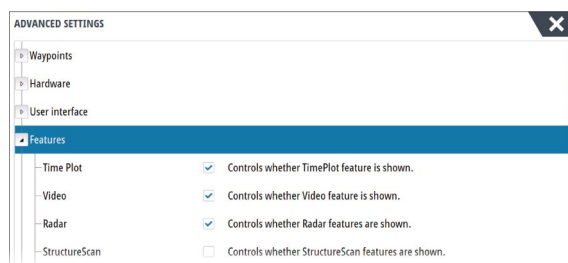 ADVANCED SETTINGS
Waypoints
Hardware
User interface
Features
Time Plot Controls whether TimePlot feature is shown.
Video Controls whether Video feature is shown.
Radar Controls whether Radar features are shown.
StructureScan Controls whether StructureScan features are shown.